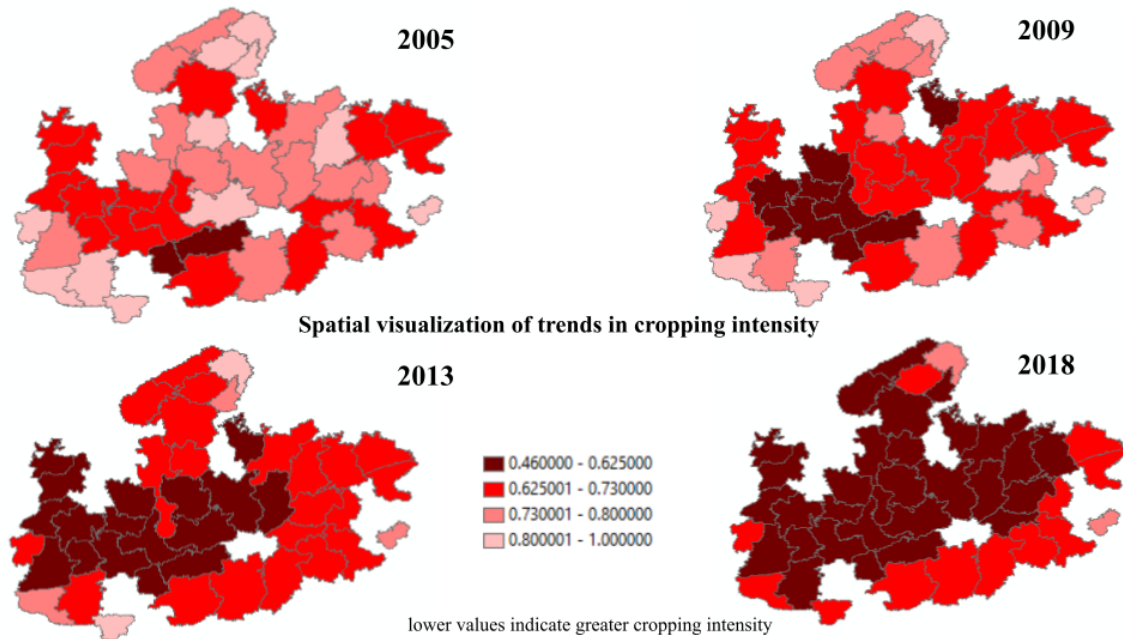 2005
2009
Spatial visualization of trends in cropping intensity
2013
2018
0.460000 - 0.625000
0.625001 - 0.730000
0.730001 - 0.800000
0.800001 - 1.000000
lower values indicate greater cropping intensity